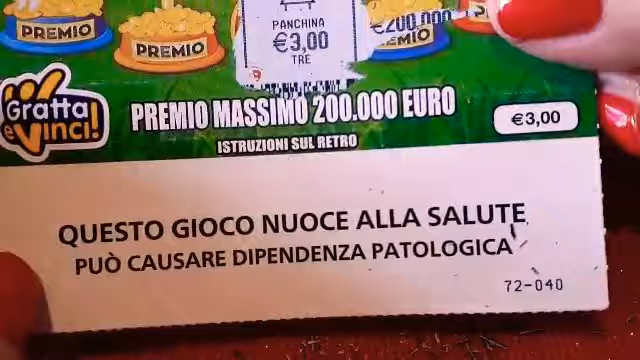 PREMIO
PREMIO
PANCHINA
€3,00
TRE
€200.000
Gratta
e Vinci!
PREMIO MASSIMO 200.000 EURO
€3,00
ISTRUZIONI SUL RETRO
QUESTO GIOCO NUOCE ALLA SALUTE
PUÒ CAUSARE DIPENDENZA PATOLOGICA
72-040